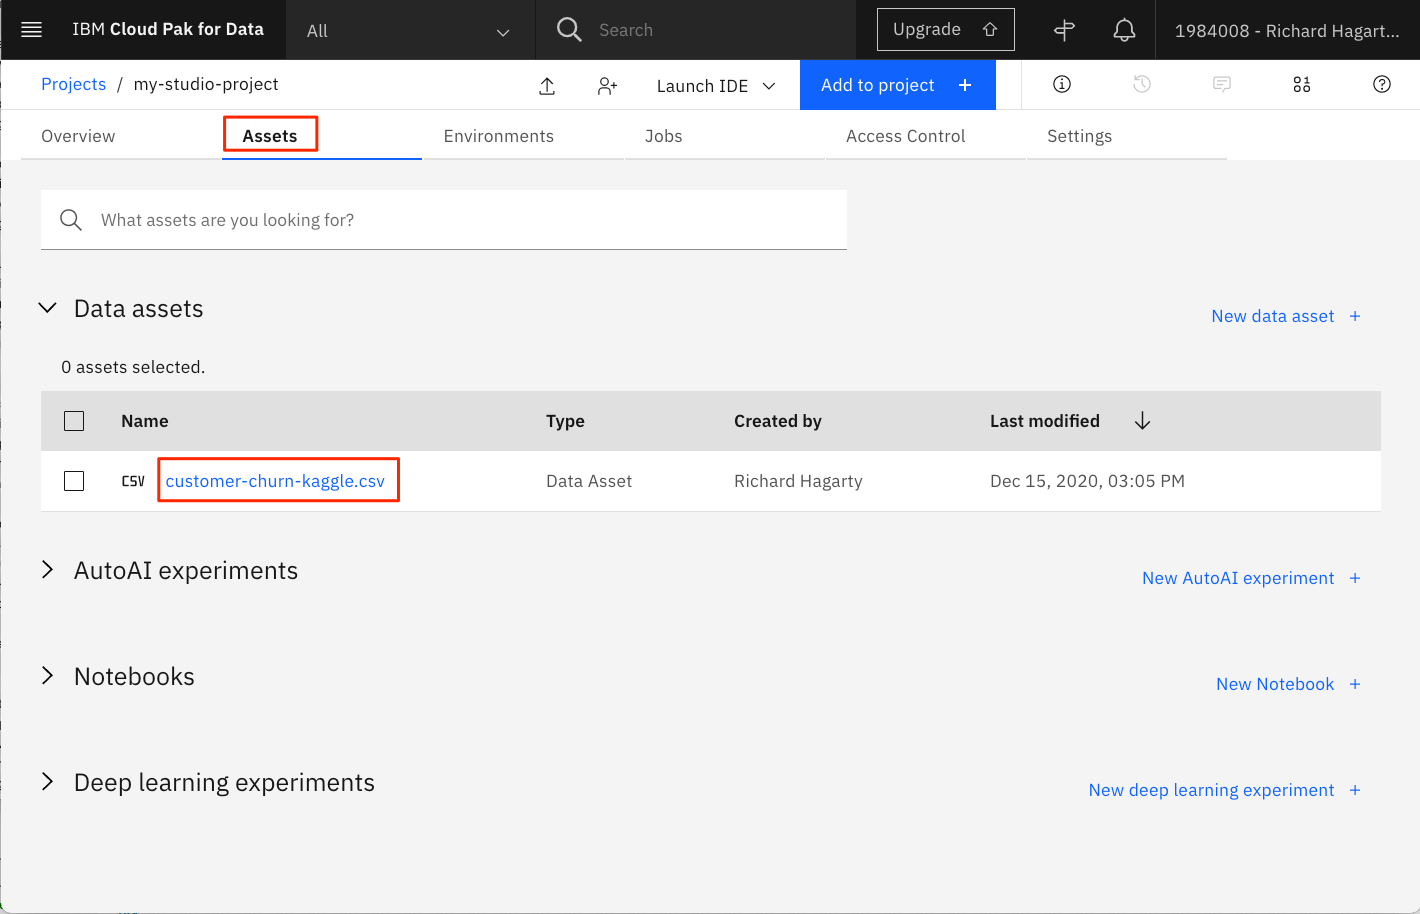 IBM Cloud Pak for Data All Search Upgrade 1984008 - Richard Hagart...
Projects / my-studio-project Launch IDE Add to project +
Overview Assets Environments Jobs Access Control Settings
What assets are you looking for?
Data assets New data asset +
0 assets selected.
Name Type Created by Last modified
CSV customer-churn-kaggle.csv Data Asset Richard Hagarty Dec 15, 2020, 03:05 PM
AutoAI experiments New AutoAI experiment +
Notebooks New Notebook +
Deep learning experiments New deep learning experiment +